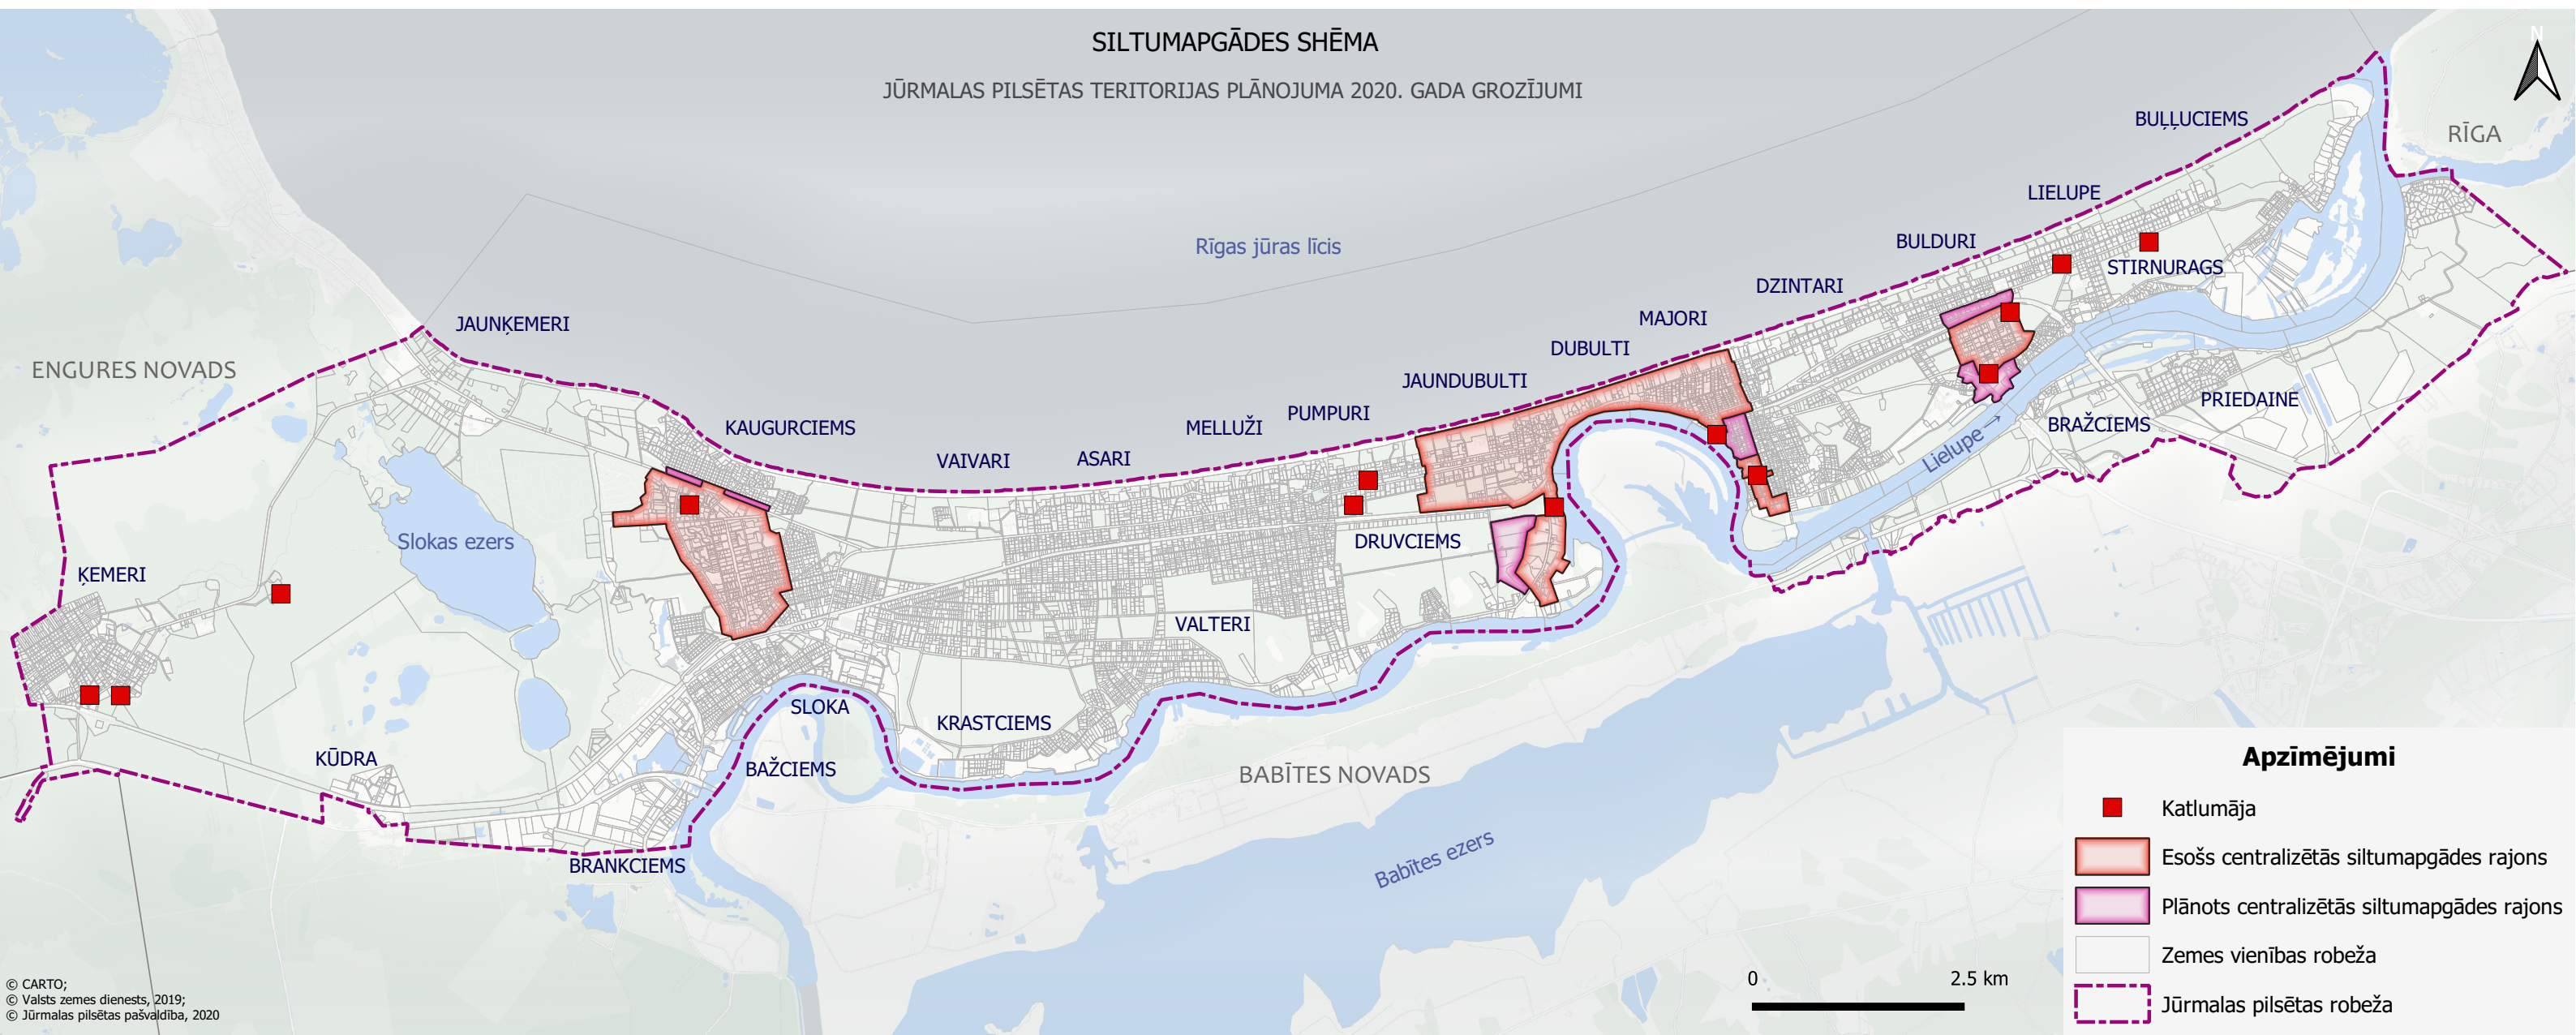 SILTUMAPGĀDES SHĒMA
JŪRMALAS PILSĒTAS TERITORIJAS PLĀNOJUMA 2020. GADA GROZĪJUMI
N
BUĻĻUCIEMS
RĪGA
LIELUPE
BULDURI
Rīgas jūras līcis
STIRNURAGS
DZINTARI
MAJORI
JAUNĶEMERI
DUBULTI
ENGURES NOVADS
JAUNDUBULTI
PRIEDAINE
PUMPURI
BRAŽCIEMS
KAUGURCIEMS
MELLUŽI
Lielupe →
VAIVARI
ASARI
Slokas ezers
DRUVCIEMS
ĶEMERI
VALTERI
SLOKA
KRASTCIEMS
KŪDRA
BAŽCIEMS
BABĪTES NOVADS
BRANKCIEMS
Babītes ezers
Apzīmējumi
Katlumāja
Esošs centralizētās siltumapgādes rajons
Plānots centralizētās siltumapgādes rajons
Zemes vienības robeža
Jūrmalas pilsētas robeža
0 2.5 km
© CARTO;
© Valsts zemes dienests, 2019;
© Jūrmalas pilsētas pašvaldība, 2020